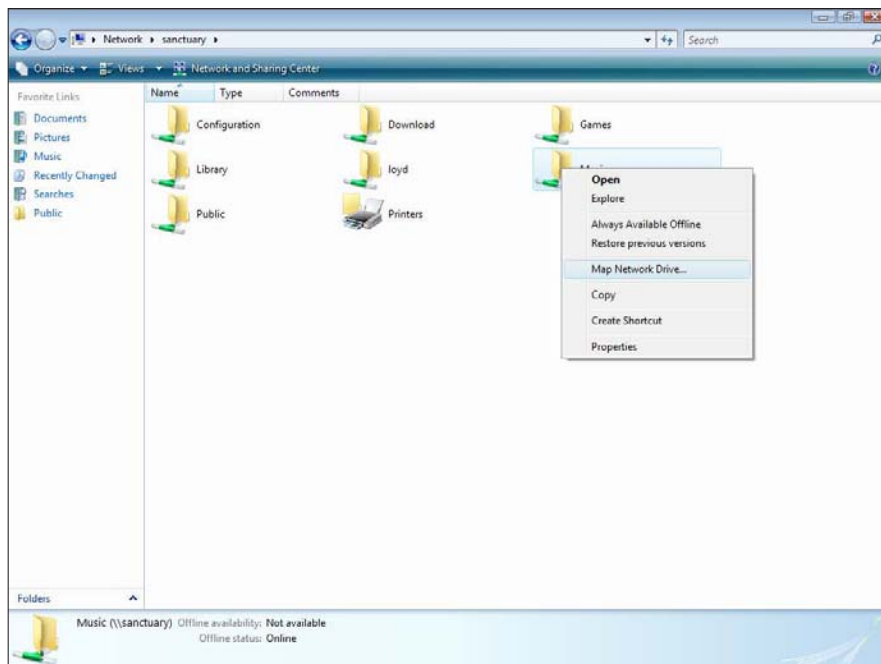 Network ▸ sanctuary ▸
Search
Organize Views Network and Sharing Center
Favorite Links
Documents
Pictures
Music
Recently Changed
Searches
Public
Folders
Name Type Comments
Configuration Download Games
Library loyd
Public Printers
Open
Explore
Always Available Offline
Restore previous versions
Map Network Drive...
Copy
Create Shortcut
Properties
Music (\\sanctuary) Offline availability: Not available
Offline status: Online